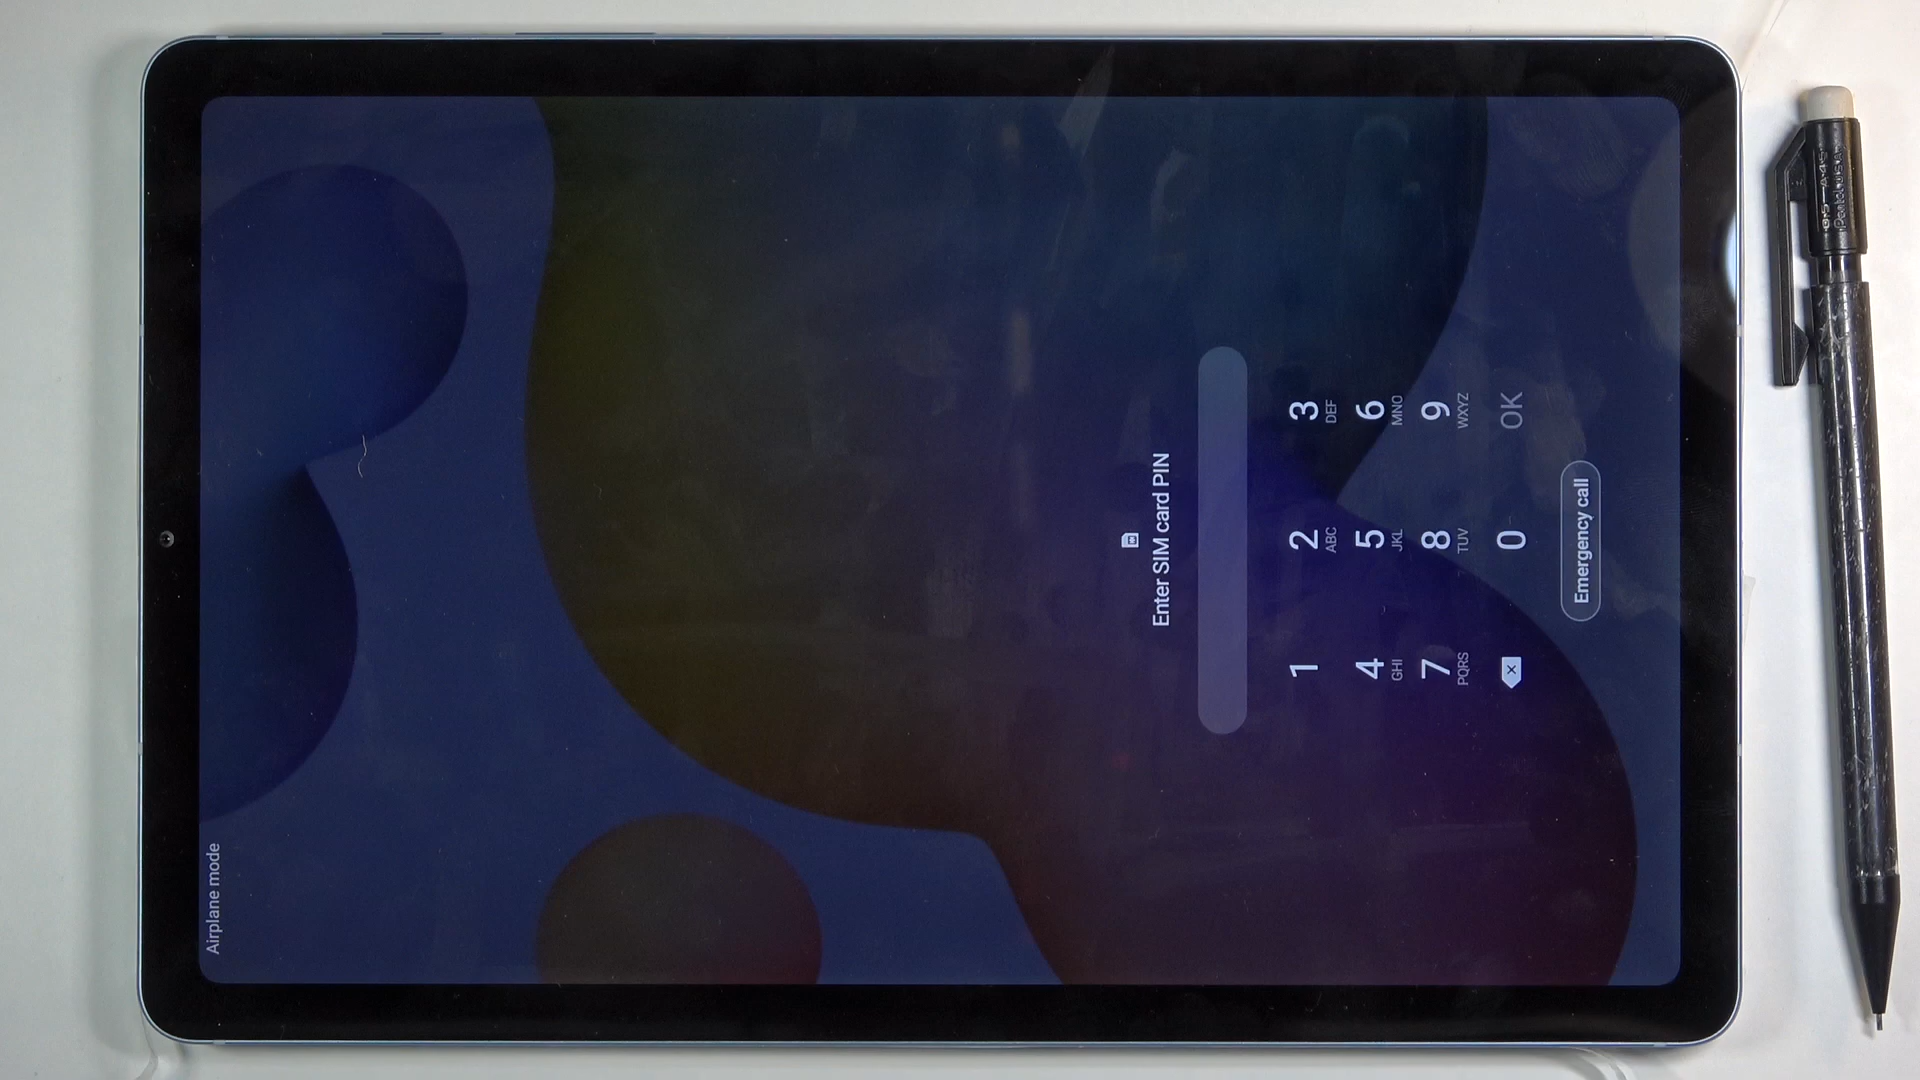 Airplane mode
Enter SIM card PIN
1
2 ABC
3 DEF
4 GHI
5 JKL
6 MNO
7 PQRS
8 TUV
9 WXYZ
0
OK
Emergency call
Pentel